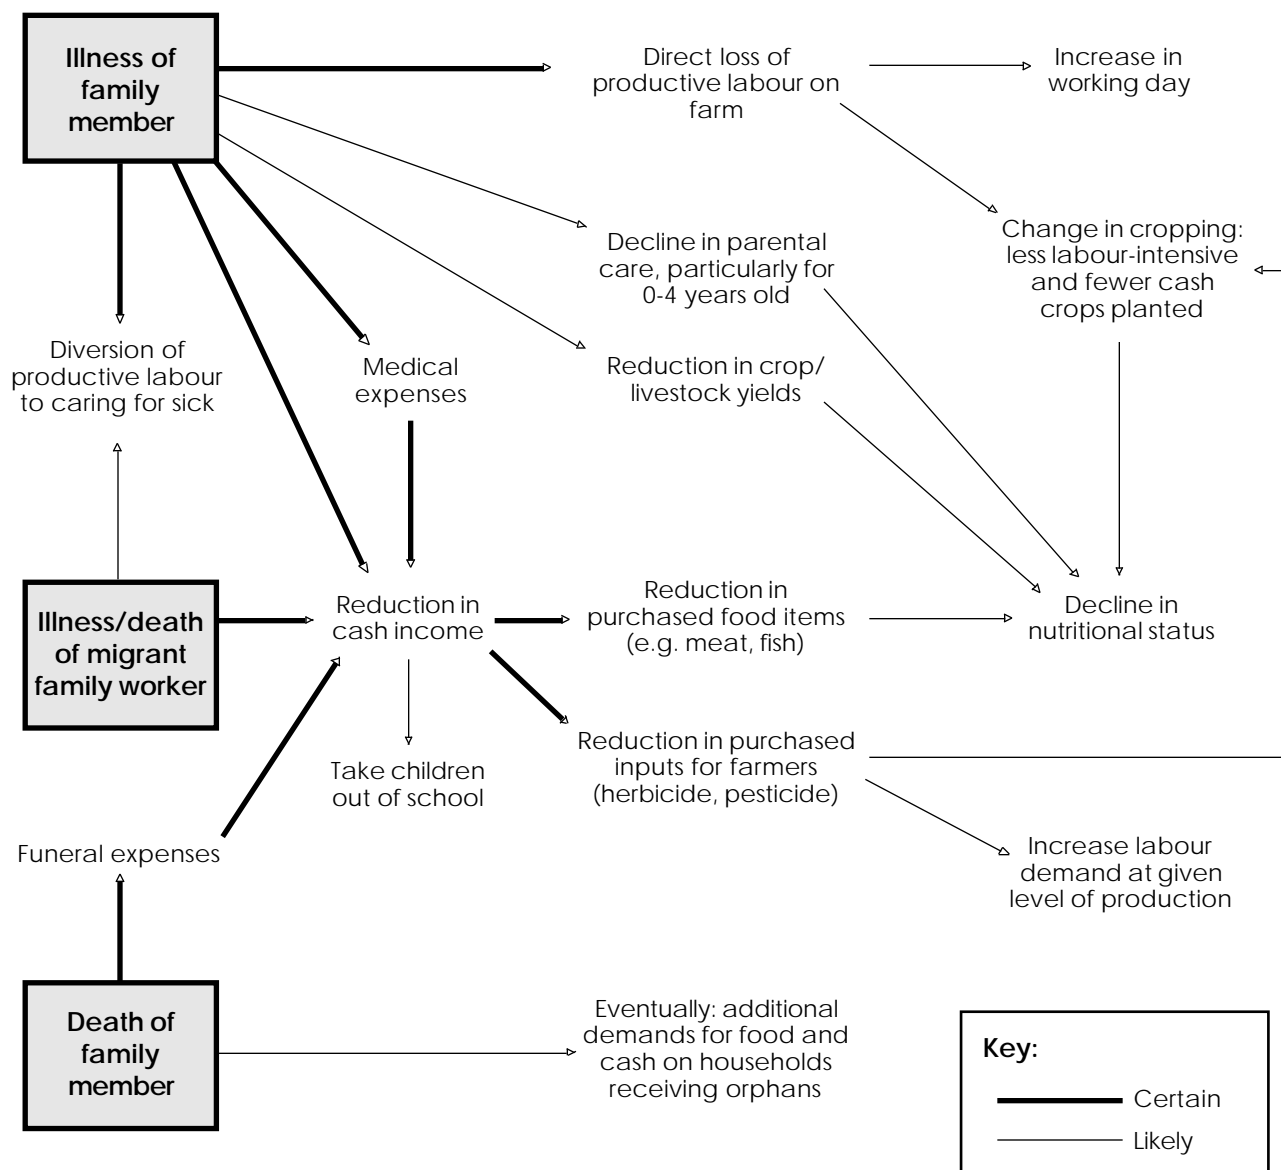 Illness of
family
member
Direct loss of
productive labour on
farm
Increase in
working day
Decline in parental
care, particularly for
0-4 years old
Change in cropping:
less labour-intensive
and fewer cash
crops planted
Diversion of
productive labour
to caring for sick
Medical
expenses
Reduction in crop/
livestock yields
Illness/death
of migrant
family worker
Reduction in
cash income
Reduction in
purchased food items
(e.g. meat, fish)
Decline in
nutritional status
Take children
out of school
Reduction in purchased
inputs for farmers
(herbicide, pesticide)
Funeral expenses
Increase labour
demand at given
level of production
Death of
family
member
Eventually: additional
demands for food and
cash on households
receiving orphans
Key:
Certain
Likely